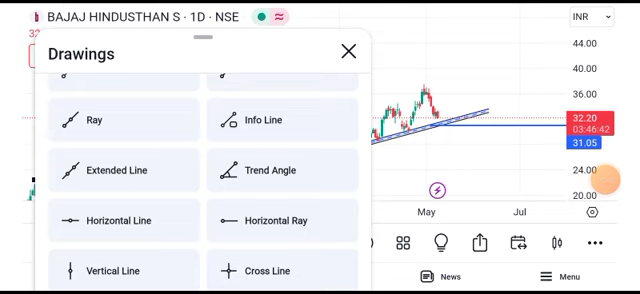 BAJAJ HINDUSTHAN S · 1D · NSE
INR
Drawings
44.00
40.00
36.00
32.20
03:46:42
31.05
24.00
20.00
Ray
Info Line
Extended Line
Trend Angle
Horizontal Line
Horizontal Ray
Vertical Line
Cross Line
May
Jul
News
Menu